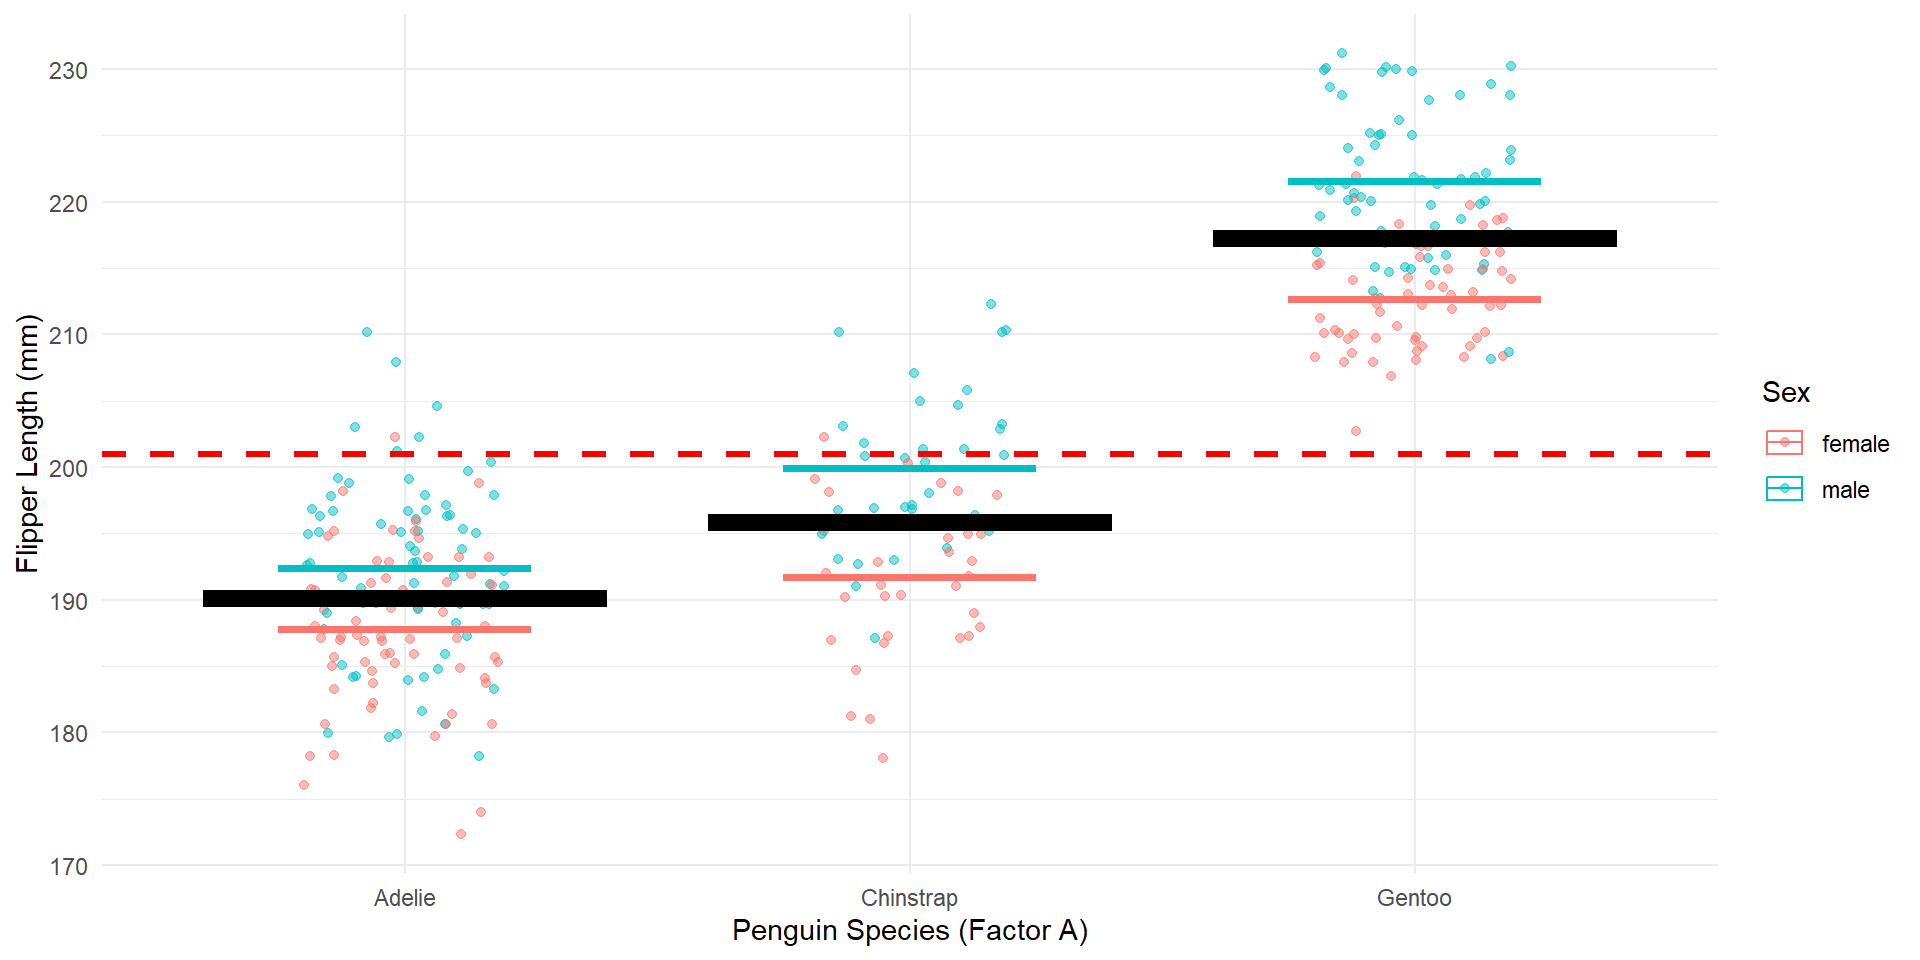 Flipper Length (mm)
230
220
210
200
190
180
170
Adelie
Chinstrap
Gentoo
Penguin Species (Factor A)
Sex
female
male